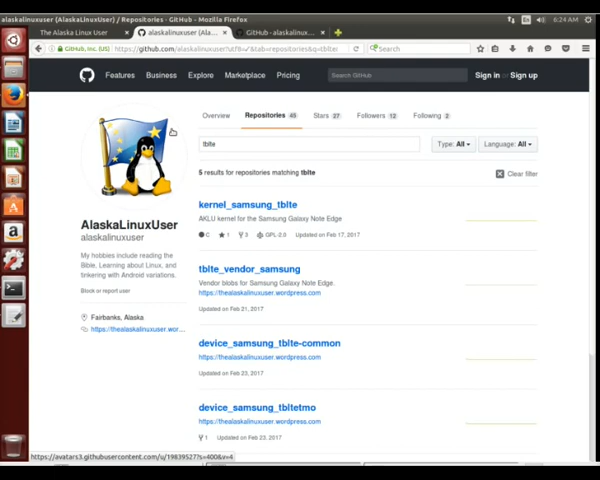 alaskalinuxuser (AlaskaLinuxUser) / Repositories · GitHub - Mozilla Firefox
En
6:24 AM
The Alaska Linux User
alaskalinuxuser (Ala...
GitHub - alaskalinuxus...
GitHub, Inc. (US)
https://github.com/alaskalinuxuser?utf8=✓&tab=repositories&q=tblte
Search
Features
Business
Explore
Marketplace
Pricing
Search GitHub
Sign in or Sign up
Overview
Repositories 49
Stars 27
Followers 12
Following 2
tblte
Type: All
Language: All
5 results for repositories matching tblte
Clear filter
AlaskaLinuxUser
alaskalinuxuser
My hobbies include reading the
Bible, Learning about Linux, and
tinkering with Android variations.
Block or report user
Fairbanks, Alaska
https://thealaskalinuxuser.wor...
kernel_samsung_tblte
AKLU kernel for the Samsung Galaxy Note Edge
C
1
3
GPL-2.0
Updated on Feb 17, 2017
tblte_vendor_samsung
Vendor blobs for Samsung Galaxy Note Edge.
https://thealaskalinuxuser.wordpress.com
Updated on Feb 21, 2017
device_samsung_tblte-common
https://thealaskalinuxuser.wordpress.com
Updated on Feb 23, 2017
device_samsung_tbltetmo
https://thealaskalinuxuser.wordpress.com
1
Updated on Feb 23, 2017
https://avatars3.githubusercontent.com/u/19839527?s=400&v=4